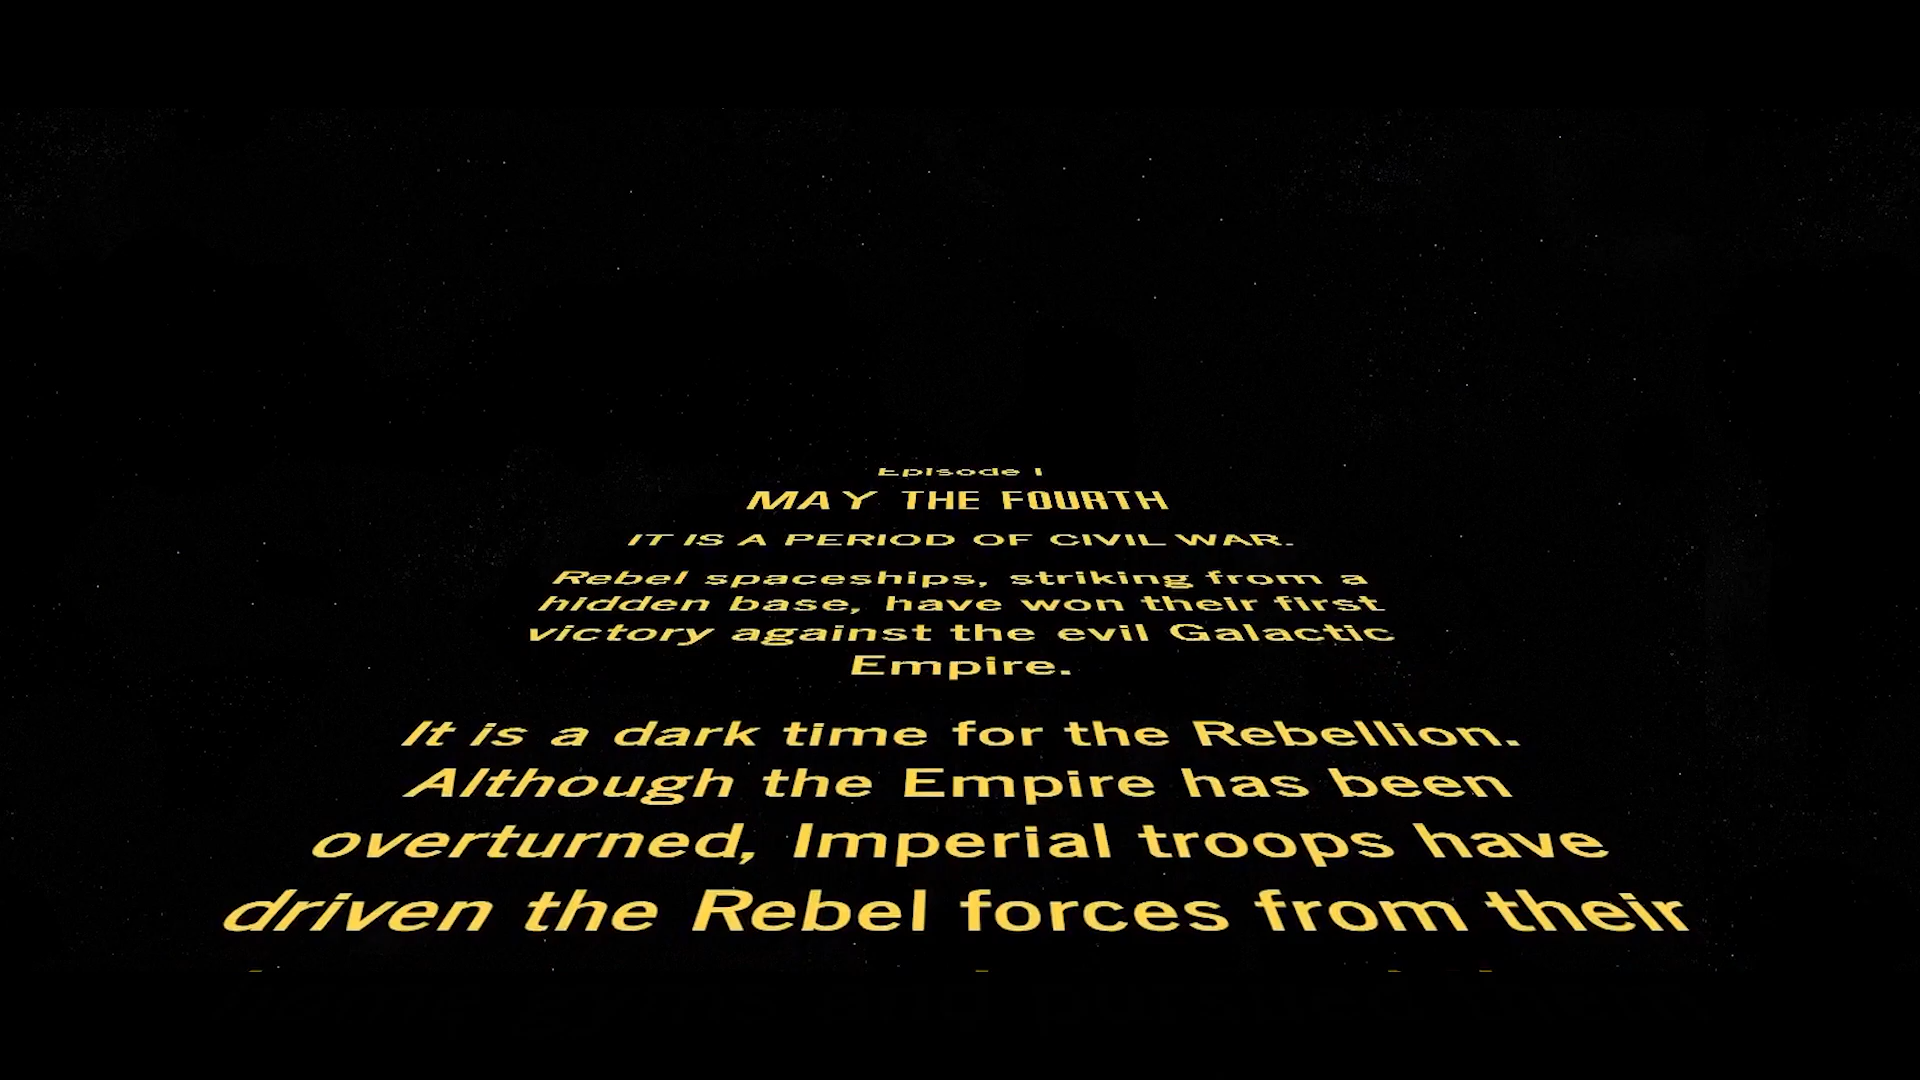 Episode I
MAY THE FOURTH
IT IS A PERIOD OF CIVIL WAR.
Rebel spaceships, striking from a
hidden base, have won their first
victory against the evil Galactic
Empire.
It is a dark time for the Rebellion.
Although the Empire has been
overturned, Imperial troops have
driven the Rebel forces from their